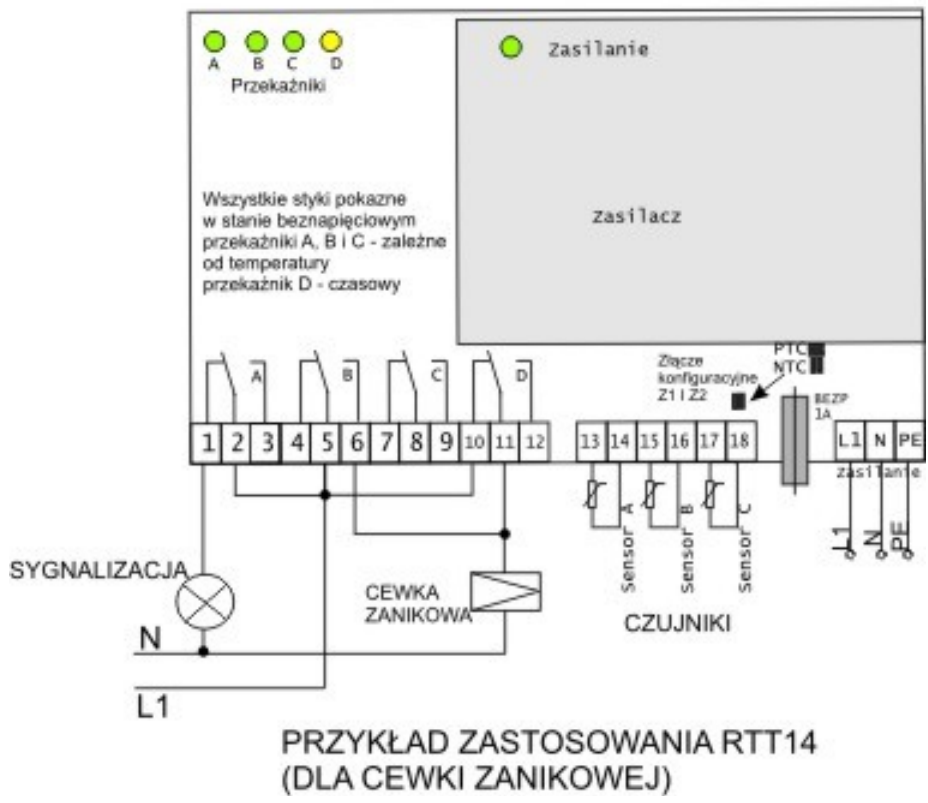 A B C D
Przekaźniki
Zasilanie
Wszystkie styki pokazne
w stanie beznapięciowym
przekaźniki A, B i C - zależne
od temperatury
przekaźnik D - czasowy
Zasilacz
PTC
NTC
Złącze
konfiguracyjne
Z1 I Z2
BEZP
1A
A B C D
1 2 3 4 5 6 7 8 9 10 11 12
13 14 15 16 17 18
L1 N PE
Zasilanie
Sensor A
Sensor B
Sensor C
L1 N PE
SYGNALIZACJA
CEWKA
ZANIKOWA
CZUJNIKI
N
L1
PRZYKŁAD ZASTOSOWANIA RTT14
(DLA CEWKI ZANIKOWEJ)